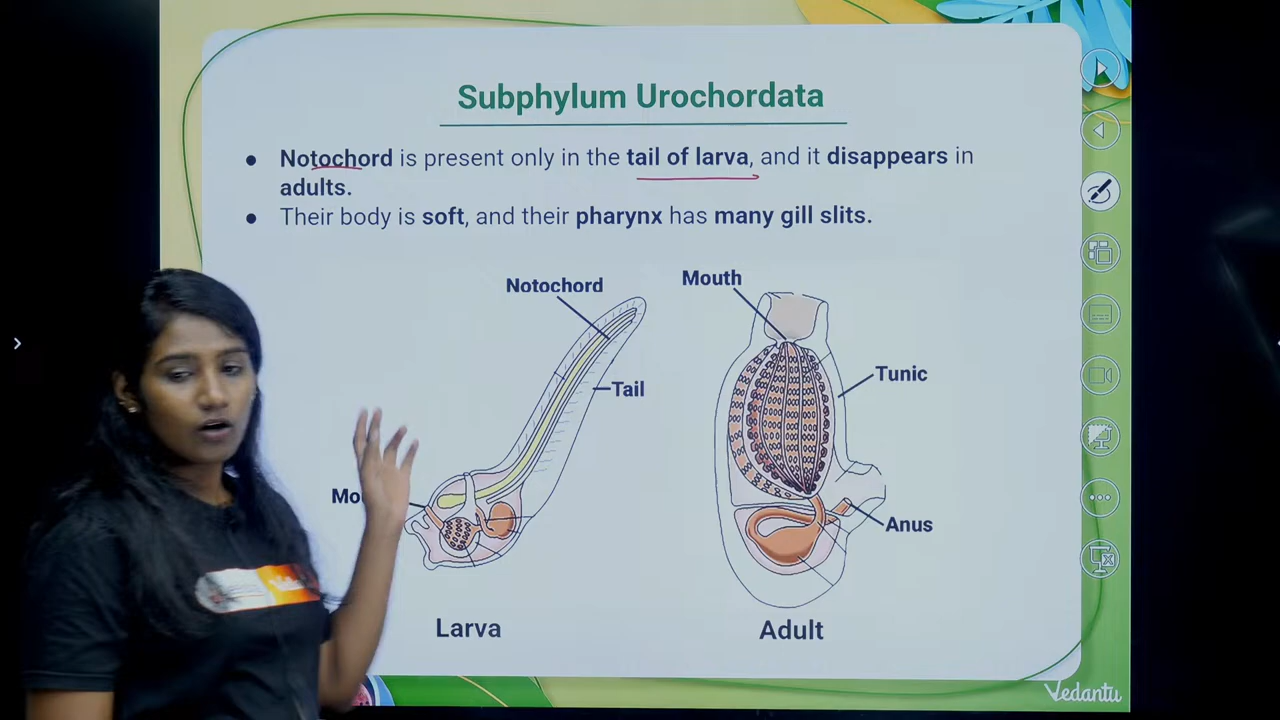 Subphylum Urochordata
● Notochord is present only in the tail of larva, and it disappears in
adults.
● Their body is soft, and their pharynx has many gill slits.
Notochord
Mouth
Tail
Tunic
Anus
Larva
Adult
Vedantu